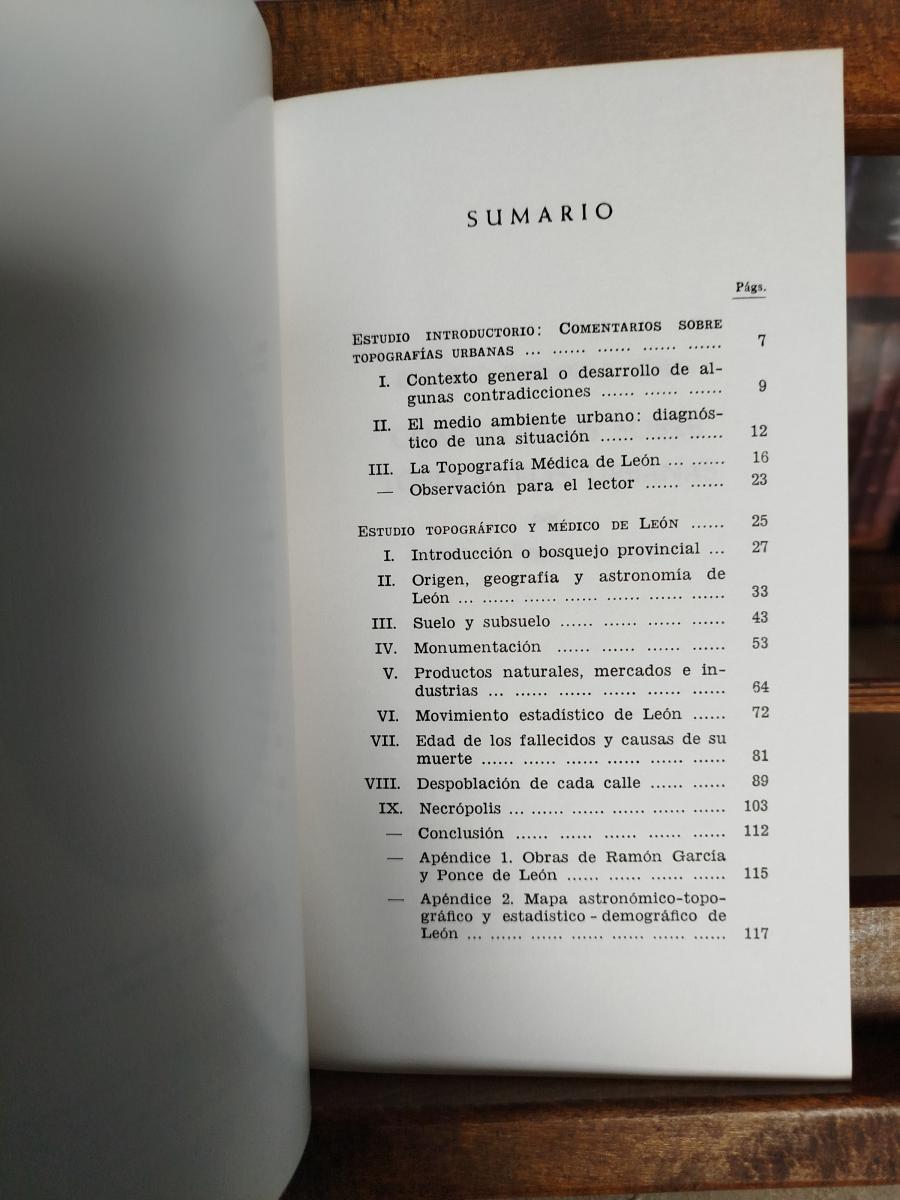 SUMARIO
Págs.
ESTUDIO INTRODUCTORIO: COMENTARIOS SOBRE
TOPOGRAFÍAS URBANAS ... ...... ...... ...... ...... 7
I. Contexto general o desarrollo de al-
gunas contradicciones ...... ...... ...... 9
II. El medio ambiente urbano: diagnós-
tico de una situación ...... ...... ...... 12
III. La Topografía Médica de León ... ...... 16
— Observación para el lector ...... ...... 23
ESTUDIO TOPOGRÁFICO Y MÉDICO DE LEÓN ...... 25
I. Introducción o bosquejo provincial ... 27
II. Origen, geografía y astronomía de
León ... ...... ...... ...... ...... ...... 33
III. Suelo y subsuelo ...... ...... ...... ...... 43
IV. Monumentación ...... ...... ...... ...... 53
V. Productos naturales, mercados e in-
dustrias ... ...... ...... ...... ...... ...... 64
VI. Movimiento estadístico de León ...... 72
VII. Edad de los fallecidos y causas de su
muerte ...... ...... ...... ...... ...... ...... 81
VIII. Despoblación de cada calle ...... ...... 89
IX. Necrópolis ... ...... ...... ...... ...... ...... 103
— Conclusión ...... ...... ...... ...... ...... 112
— Apéndice 1. Obras de Ramón García
y Ponce de León ...... ...... ...... ...... 115
— Apéndice 2. Mapa astronómico-topo-
gráfico y estadístico - demográfico de
León ... ...... ...... ...... ...... ...... ...... 117